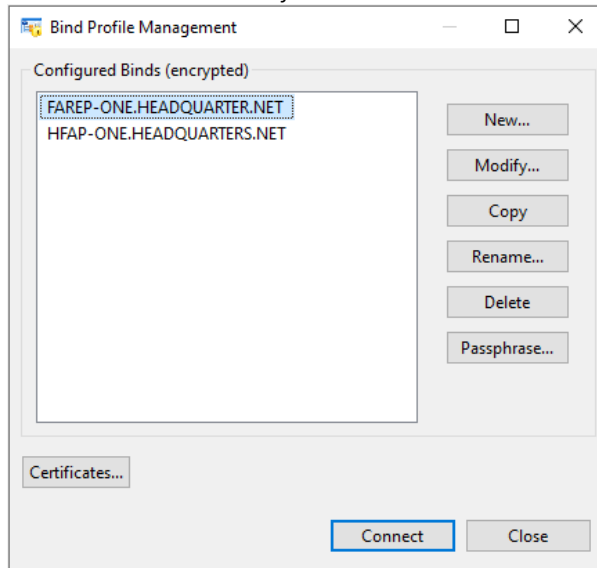 Bind Profile Management
Configured Binds (encrypted)
FAREP-ONE.HEADQUARTER.NET
HFAP-ONE.HEADQUARTERS.NET
New...
Modify...
Copy
Rename...
Delete
Passphrase...
Certificates...
Connect
Close